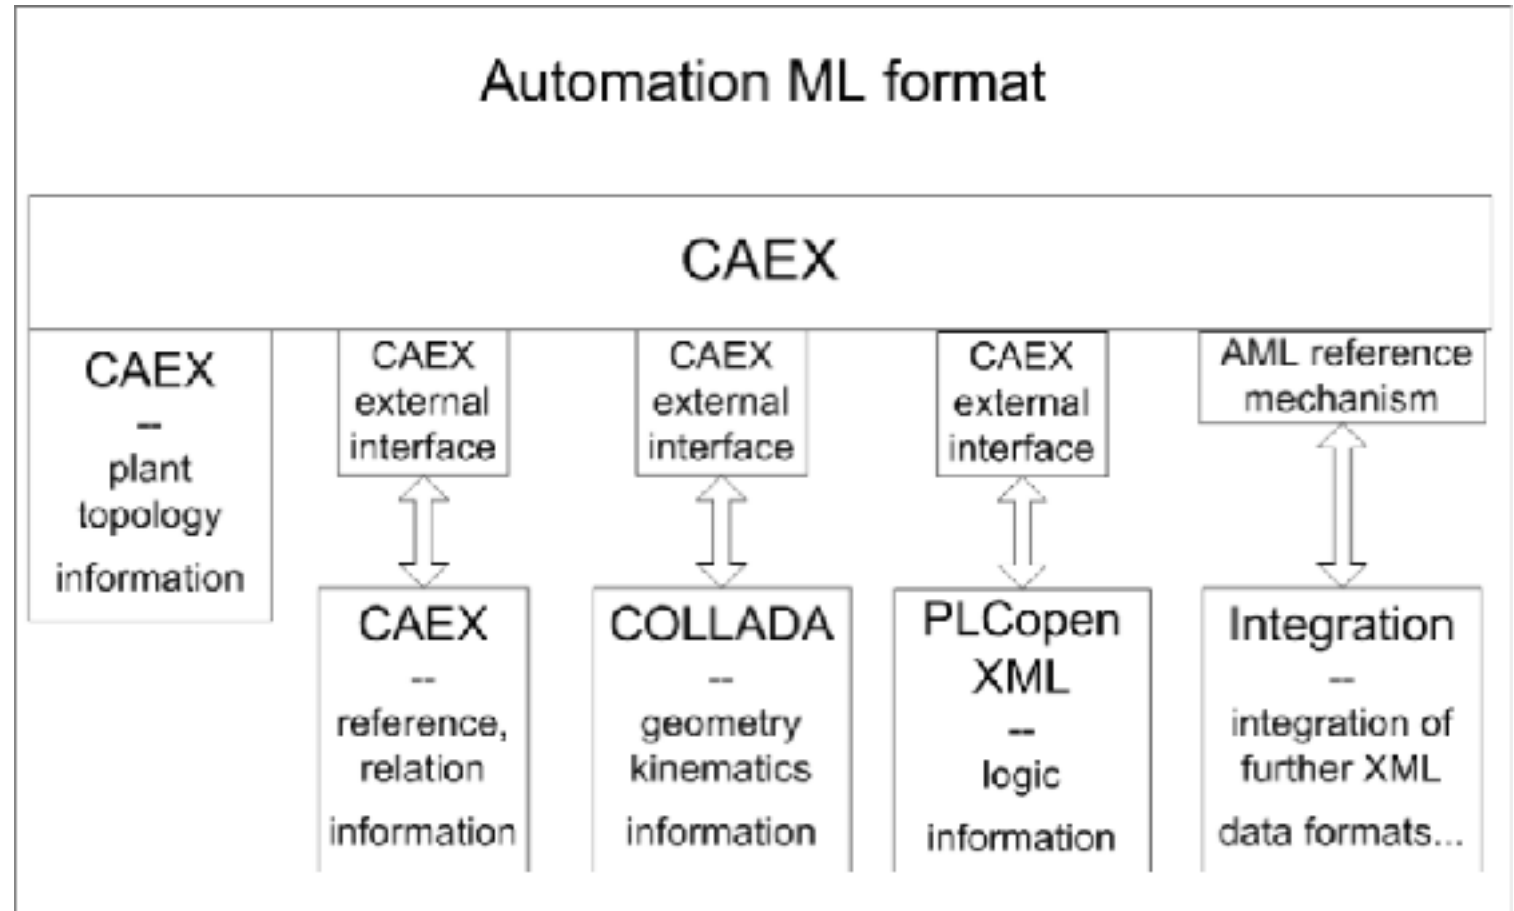 Automation ML format
CAEX
CAEX
--
plant
topology
information
CAEX
external
interface
CAEX
external
interface
CAEX
external
interface
AML reference
mechanism
CAEX
--
reference,
relation
information
COLLADA
--
geometry
kinematics
information
PLCopen
XML
--
logic
information
Integration
--
integration of
further XML
data formats...